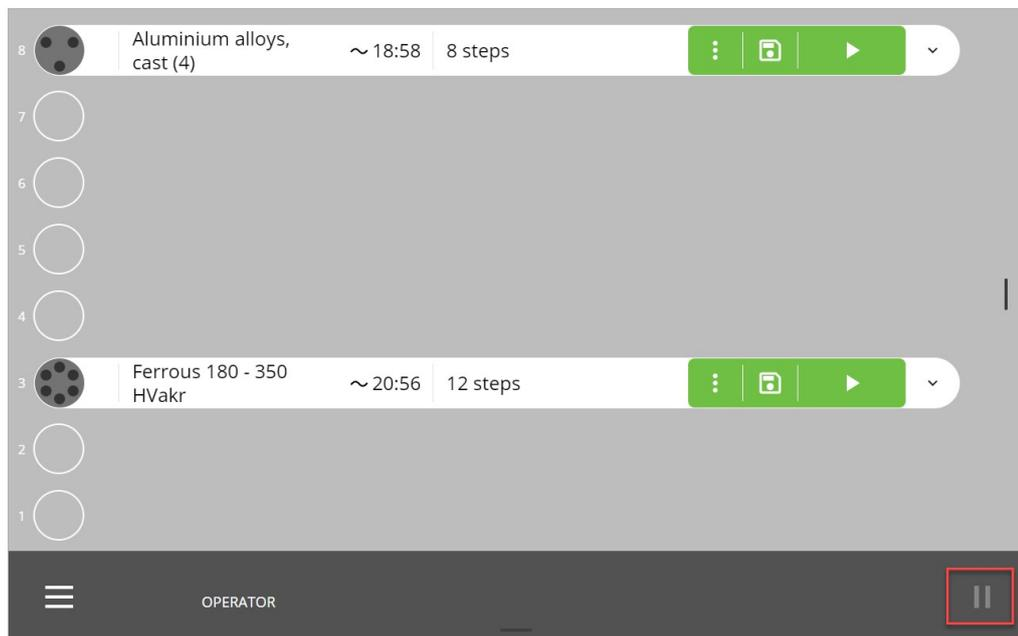 8
Aluminium alloys,
cast (4)
~ 18:58
8 steps
7
6
5
4
3
Ferrous 180 - 350
HVakr
~ 20:56
12 steps
2
1
OPERATOR